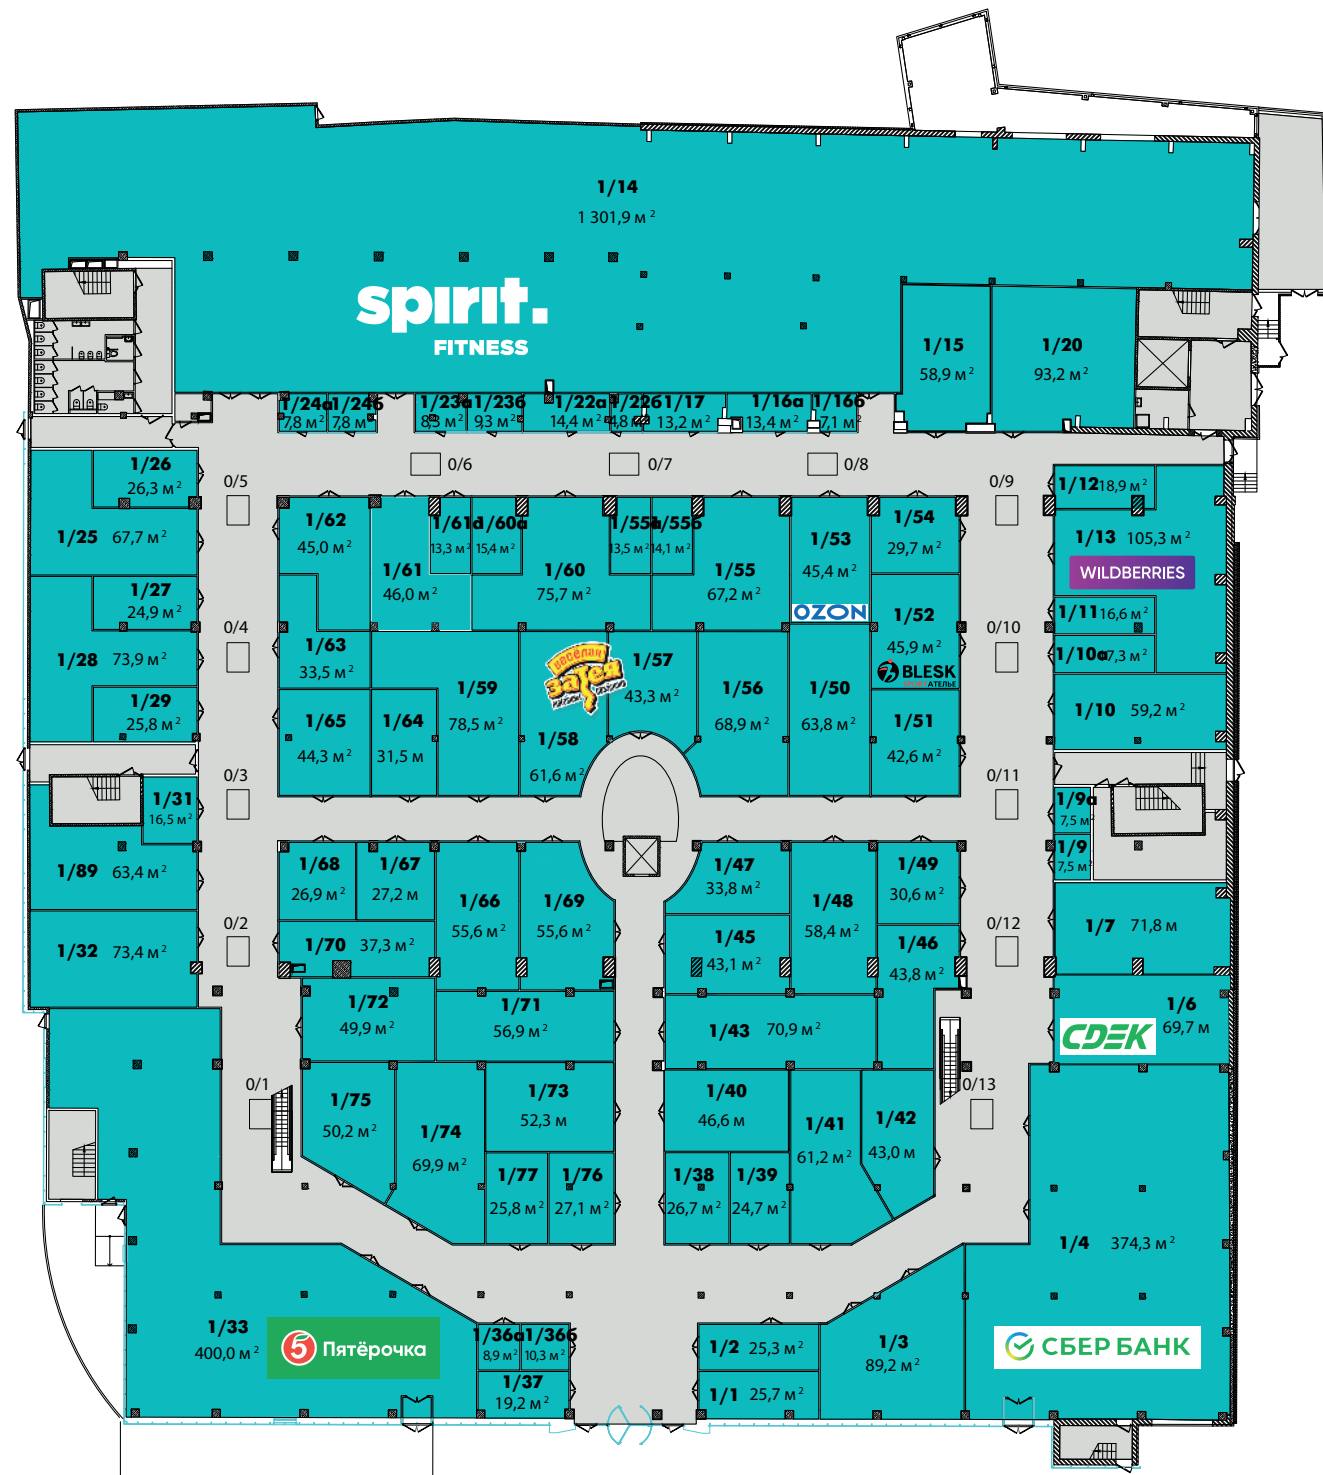 1/14
1 301,9 м²
spirit.
FITNESS
1/15
58,9 м²
1/20
93,2 м²
1/24а
7,8 м²
1/24б
7,8 м²
1/23а
8,3 м²
1/23б
9,3 м²
1/22а
14,4 м²
1/22б
4,8 м²
1/17
13,2 м²
1/16а
13,4 м²
1/16б
7,1 м²
0/5
0/6
0/7
0/8
0/9
1/26
26,3 м²
1/25 67,7 м²
1/27
24,9 м²
1/28 73,9 м²
1/29
25,8 м²
0/4
0/3
1/31
16,5 м²
1/89 63,4 м²
1/32 73,4 м²
0/2
1/62
45,0 м²
1/61
46,0 м²
13,3 м²
1/60а
15,4 м²
1/60
75,7 м²
13,5 м²
1/55б
14,1 м²
1/55
67,2 м²
1/53
45,4 м²
OZON
1/54
29,7 м²
1/52
45,9 м²
BLESK
АТЕЛЬЕ
1/63
33,5 м²
1/59
78,5 м²
весёлая
затея
1/57
43,3 м²
1/56
68,9 м²
1/50
63,8 м²
1/51
42,6 м²
1/65
44,3 м²
1/64
31,5 м
1/58
61,6 м²
1/12 18,9 м²
1/13 105,3 м²
WILDBERRIES
1/11 16,6 м²
1/10а 7,3 м²
1/10 59,2 м²
0/10
0/11
1/9а
7,5 м²
1/9
7,5 м²
0/12
1/7 71,8 м
1/6
69,7 м
CDEK
1/68
26,9 м²
1/67
27,2 м
1/66
55,6 м²
1/69
55,6 м²
1/70 37,3 м²
1/72
49,9 м²
1/71
56,9 м²
1/47
33,8 м²
1/48
58,4 м²
1/49
30,6 м²
1/45
43,1 м²
1/46
43,8 м²
1/43 70,9 м²
0/1
1/75
50,2 м²
1/74
69,9 м²
1/73
52,3 м
1/77
25,8 м²
1/76
27,1 м²
1/40
46,6 м
1/41
61,2 м²
1/42
43,0 м
1/38
26,7 м²
1/39
24,7 м²
0/13
1/4 374,3 м²
СБЕР БАНК
1/33
400,0 м²
5 Пятёрочка
1/36а
8,9 м²
1/36б
10,3 м²
1/37
19,2 м²
1/2 25,3 м²
1/1 25,7 м²
1/3
89,2 м²